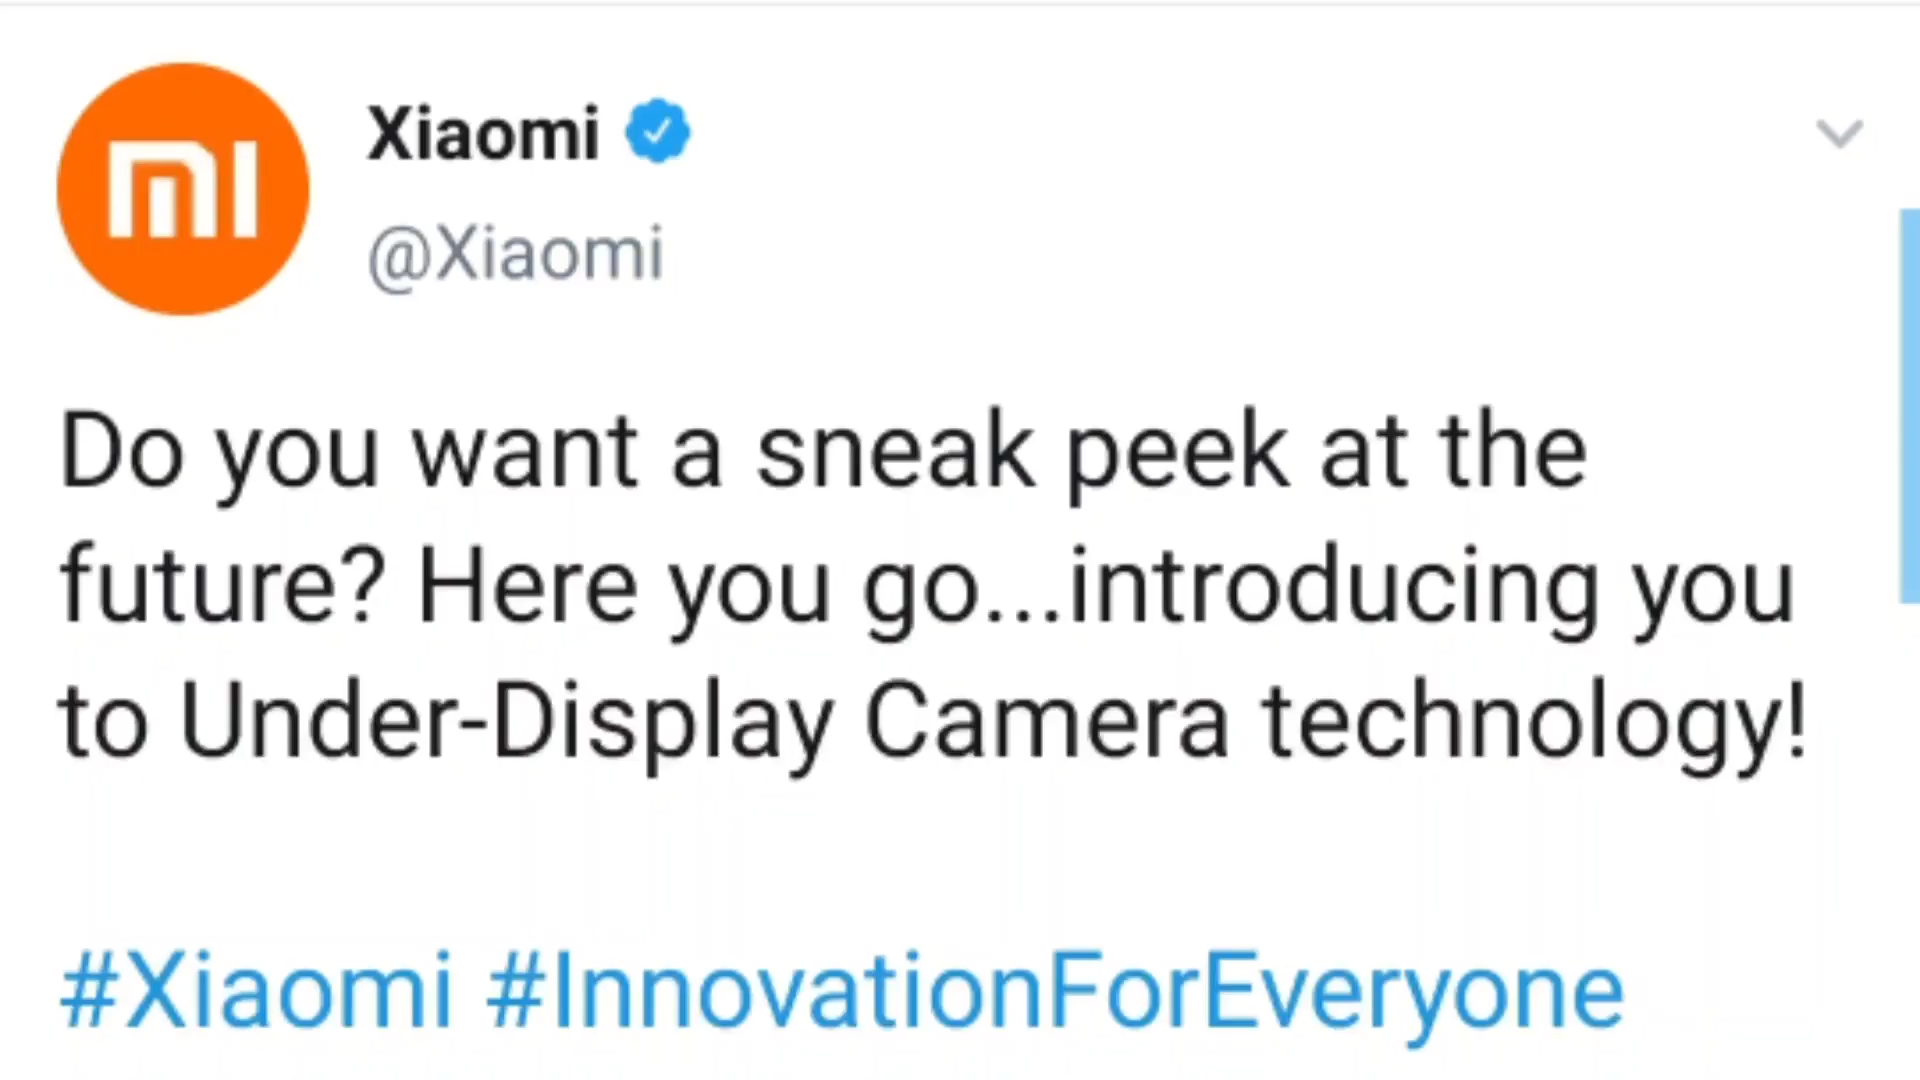 mi
Xiaomi
@Xiaomi
Do you want a sneak peek at the
future? Here you go...introducing you
to Under-Display Camera technology!
#Xiaomi #InnovationForEveryone